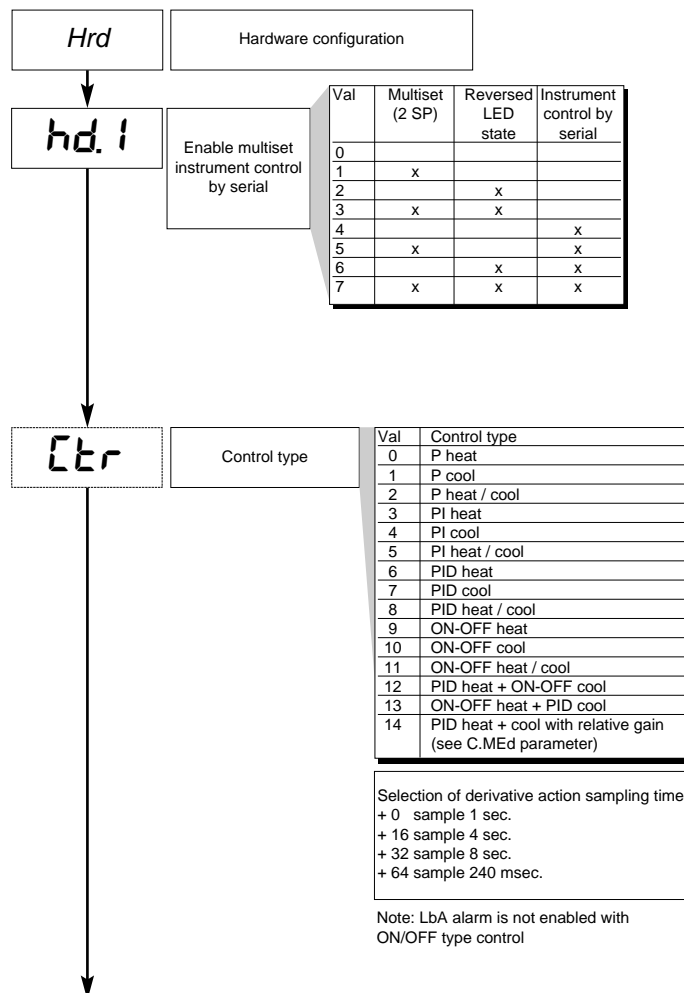 Hrd
Hardware configuration
hd.1
Enable multiset
instrument control
by serial
Val Multiset (2 SP) Reversed LED state Instrument control by serial
0
1 x
2 x
3 x x
4 x
5 x x
6 x x
7 x x x
Ctr
Control type
Val Control type
0 P heat
1 P cool
2 P heat / cool
3 PI heat
4 PI cool
5 PI heat / cool
6 PID heat
7 PID cool
8 PID heat / cool
9 ON-OFF heat
10 ON-OFF cool
11 ON-OFF heat / cool
12 PID heat + ON-OFF cool
13 ON-OFF heat + PID cool
14 PID heat + cool with relative gain
(see C.MEd parameter)
Selection of derivative action sampling time
+ 0 sample 1 sec.
+ 16 sample 4 sec.
+ 32 sample 8 sec.
+ 64 sample 240 msec.
Note: LbA alarm is not enabled with
ON/OFF type control